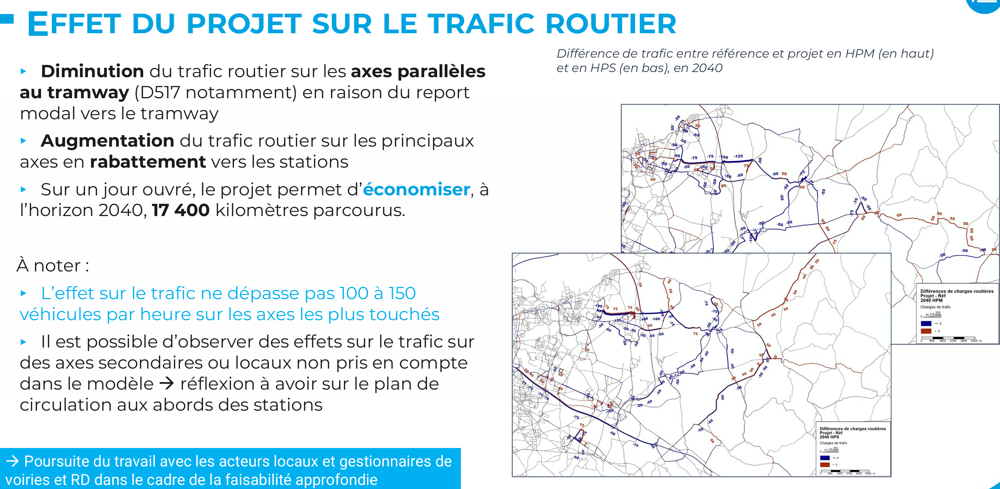 EFFET DU PROJET SUR LE TRAFIC ROUTIER
Différence de trafic entre référence et projet en HPM (en haut)
et en HPS (en bas), en 2040
▸ Diminution du trafic routier sur les axes parallèles
au tramway (D517 notamment) en raison du report
modal vers le tramway
▸ Augmentation du trafic routier sur les principaux
axes en rabattement vers les stations
▸ Sur un jour ouvré, le projet permet d’économiser, à
l’horizon 2040, 17 400 kilomètres parcourus.
À noter :
▸ L’effet sur le trafic ne dépasse pas 100 à 150
véhicules par heure sur les axes les plus touchés
▸ Il est possible d’observer des effets sur le trafic sur
des axes secondaires ou locaux non pris en compte
dans le modèle → réflexion à avoir sur le plan de
circulation aux abords des stations
→ Poursuite du travail avec les acteurs locaux et gestionnaires de
voiries et RD dans le cadre de la faisabilité approfondie
Différences de charges routières
Projet - Réf
2040 HPM
Charges de trafic
0 75 125 250
<= 0
> 0
0 900 1800 2700 3600 4500 m
Différences de charges routières
Projet - Réf
2040 HPS
Charges de trafic
0 75 125 250
<= 0
> 0
0 900 1800 2700 3600 4500 m